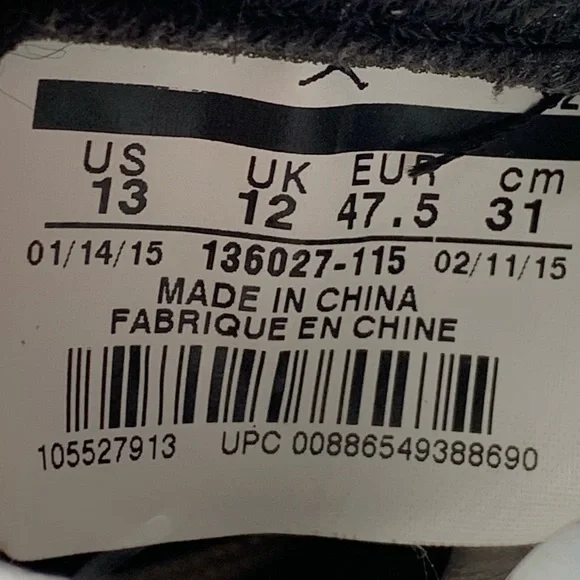 US UK EUR cm
13 12 47.5 31
01/14/15 136027-115 02/11/15
MADE IN CHINA
FABRIQUE EN CHINE
105527913 UPC 00886549388690